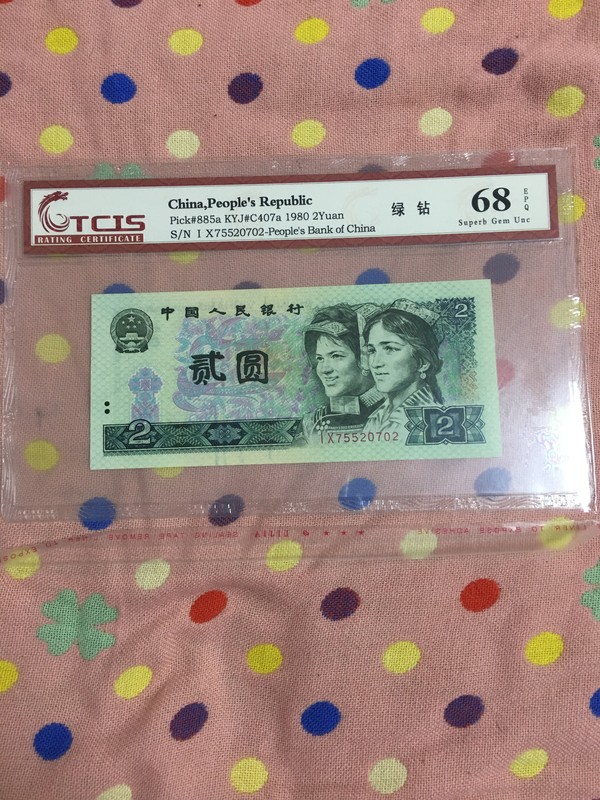 TCIS
RATING CERTIFICATE
China,People's Republic
Pick#885a KYJ#C407a 1980 2Yuan
S/N I X75520702-People's Bank of China
绿 钻
68 EPQ
Superb Gem Unc
中国人民银行
2
贰圆
2
2
IX75520702